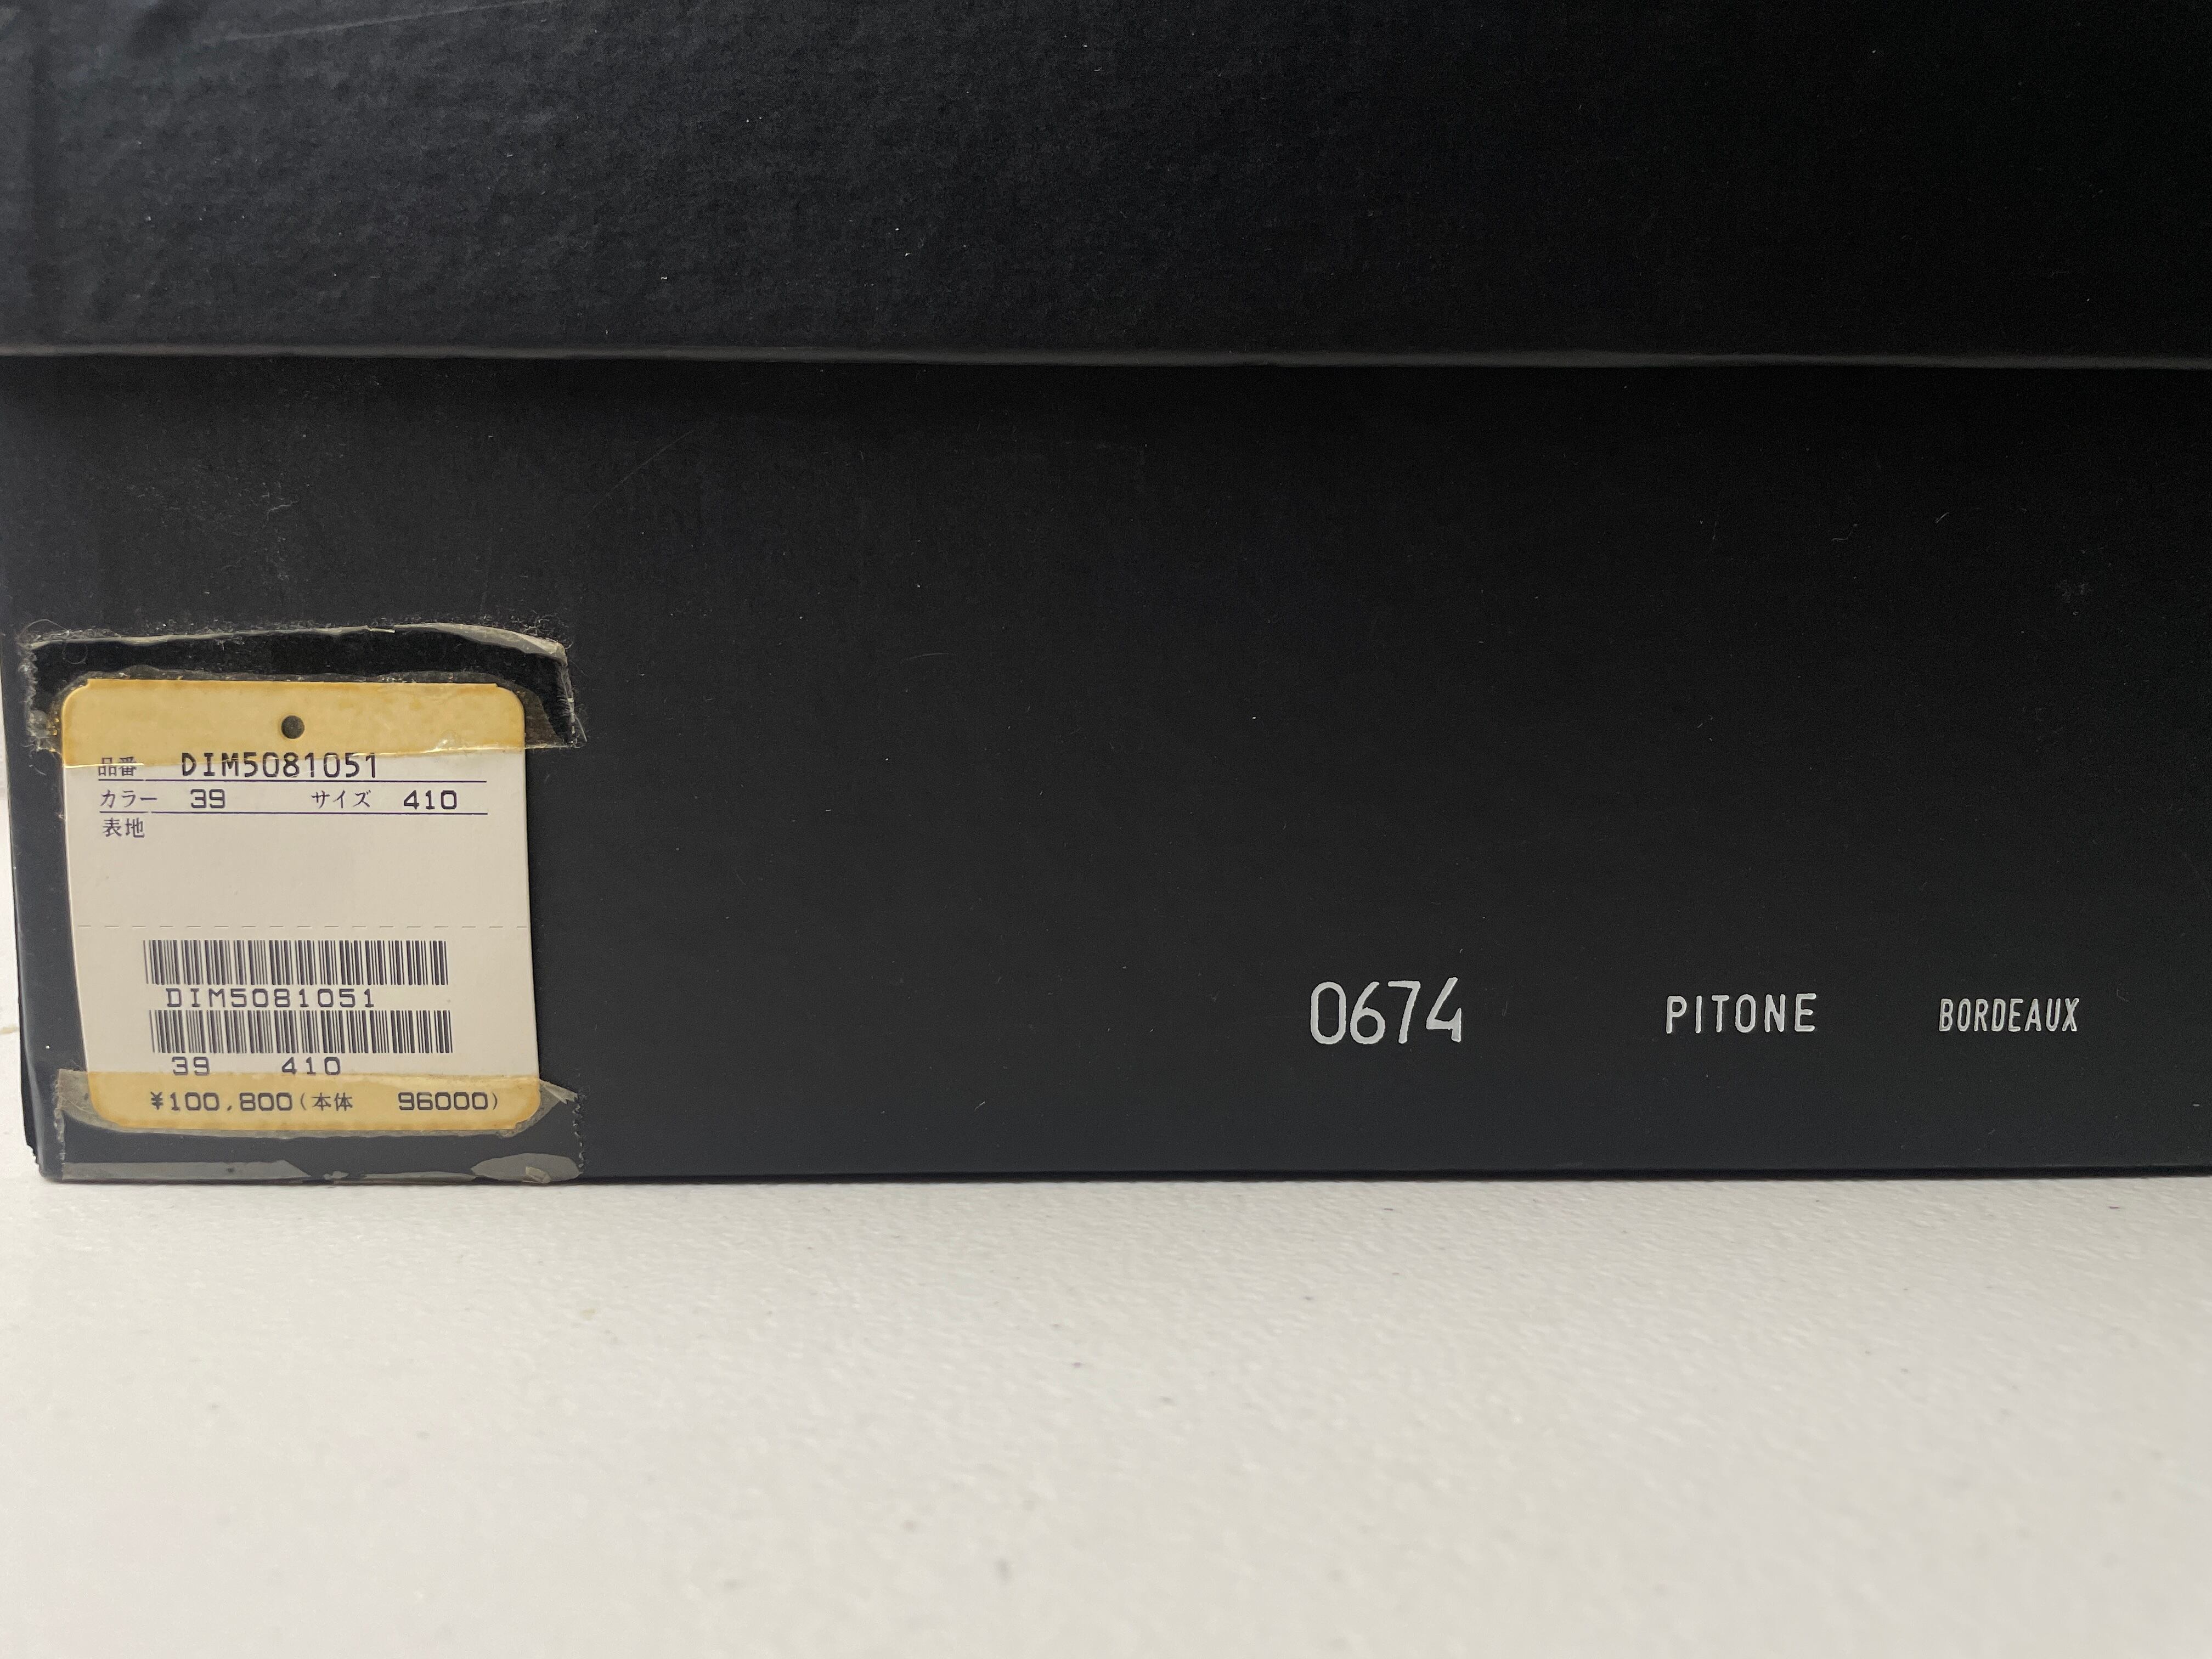 品番 DIM5081051
カラー 39 サイズ 410
表地
DIM5081051
39 410
¥100,800(本体 96000)
0674 PITONE BORDEAUX